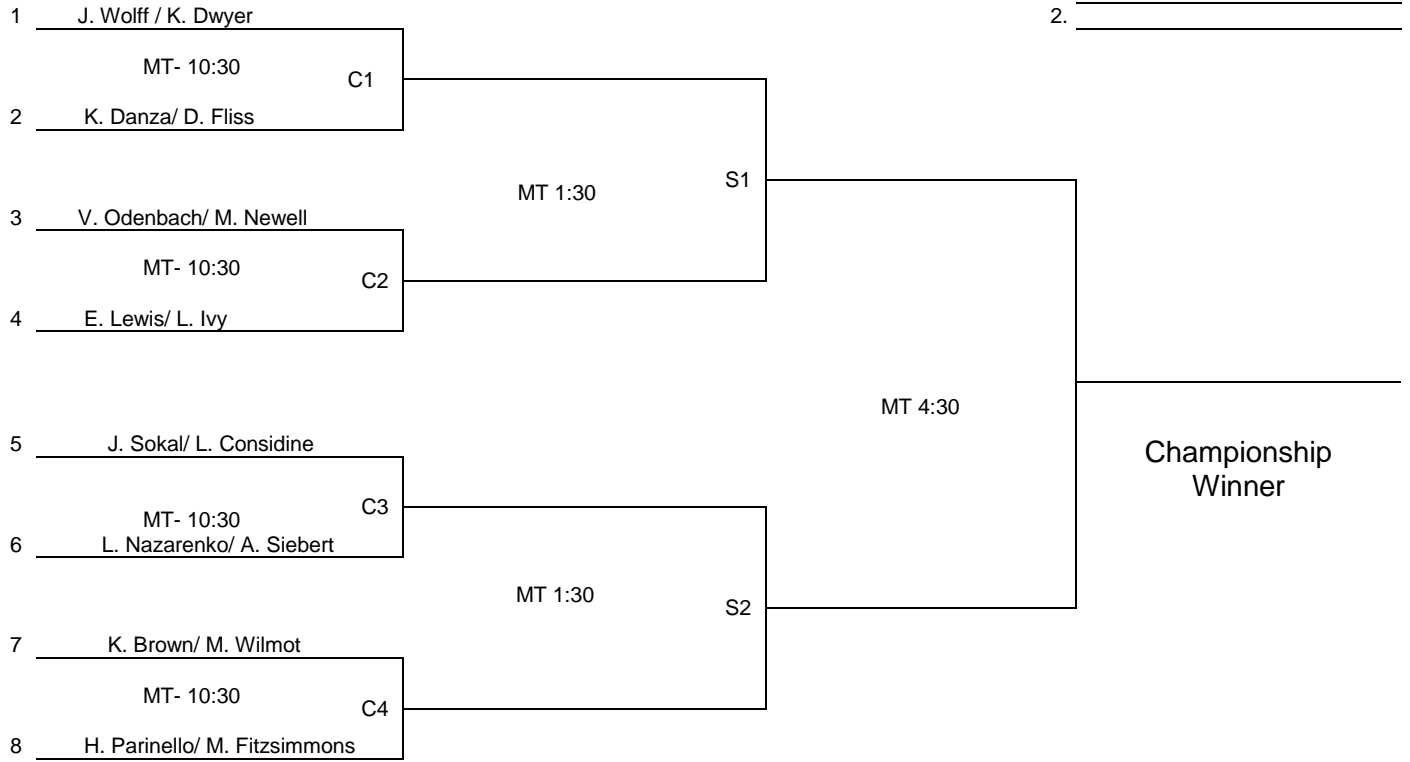 1 J. Wolff / K. Dwyer
2.
MT- 10:30
C1
2 K. Danza/ D. Fliss
MT 1:30
S1
3 V. Odenbach/ M. Newell
MT- 10:30
C2
4 E. Lewis/ L. Ivy
MT 4:30
5 J. Sokal/ L. Considine
Championship
Winner
C3
MT- 10:30
6 L. Nazarenko/ A. Siebert
MT 1:30
S2
7 K. Brown/ M. Wilmot
MT- 10:30
C4
8 H. Parinello/ M. Fitzsimmons